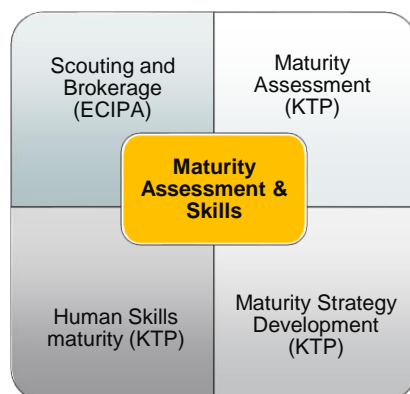 Scouting and
Brokerage
(ECIPA)
Maturity
Assessment
(KTP)
Maturity
Assessment &
Skills
Human Skills
maturity (KTP)
Maturity Strategy
Development
(KTP)